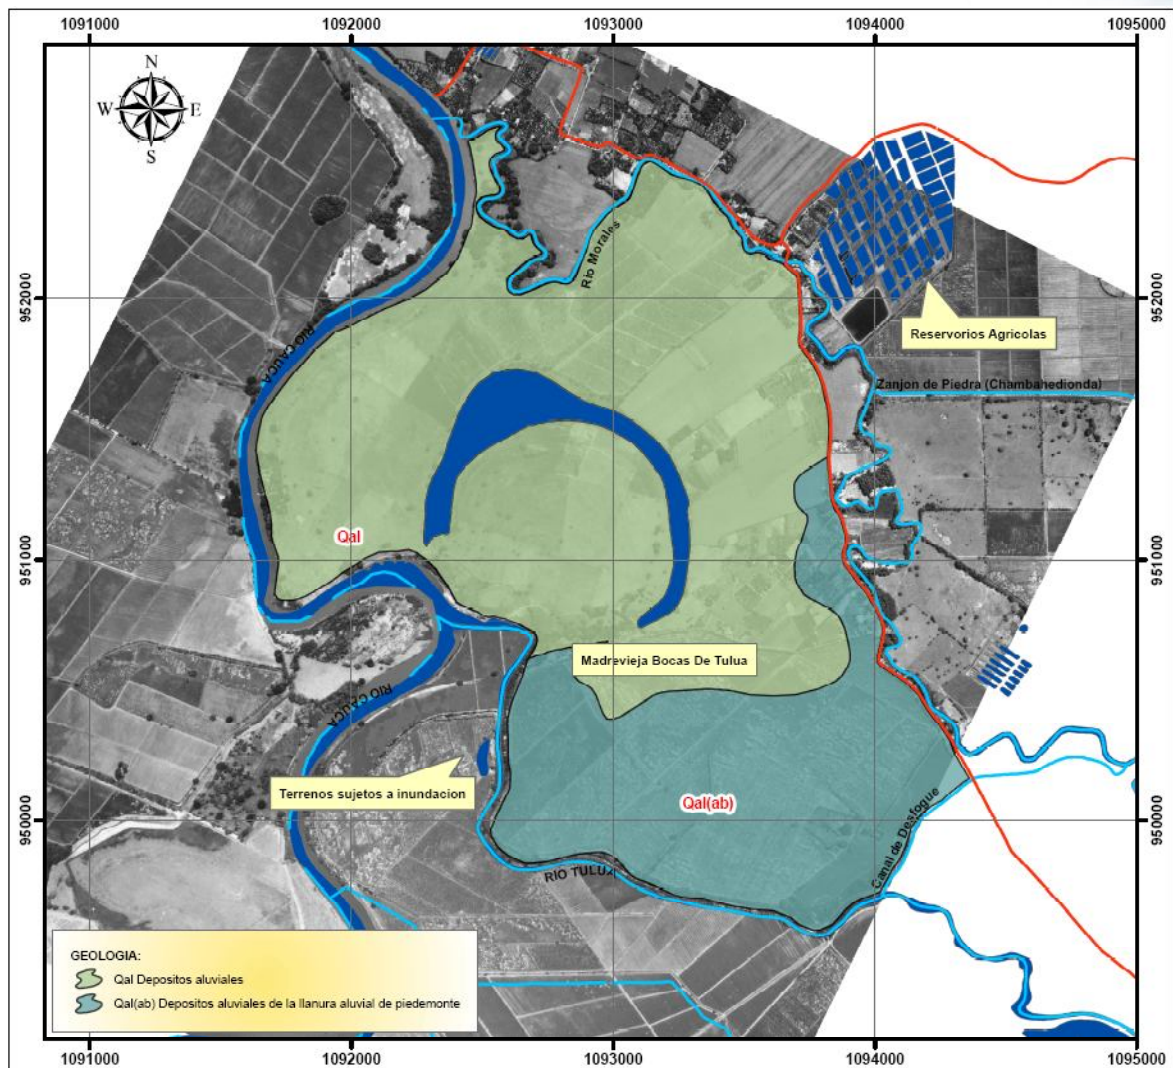 1091000 1092000 1093000 1094000 1095000
N
W E
S
952000 952000
951000 951000
950000 950000
Rio Morales
Reservorios Agricolas
RIO CAUCA
Zanjon de Piedra (Chambahedionda)
Qal
Madrevieja Bocas De Tulua
RIO CAUCA
Terrenos sujetos a inundacion
Qal(ab)
Canal de Desfogue
RIO TULUA
GEOLOGIA:
Qal Depositos aluviales
Qal(ab) Depositos aluviales de la llanura aluvial de piedemonte
1091000 1092000 1093000 1094000 1095000